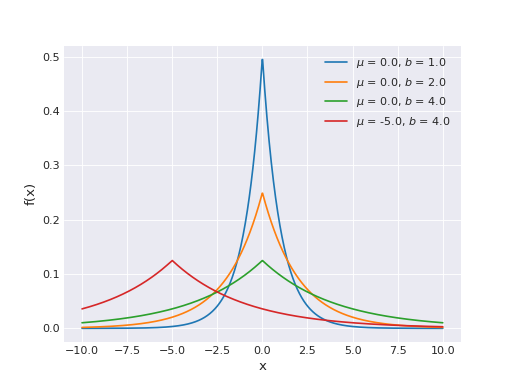 0.5
0.4
0.3
0.2
0.1
0.0
f(x)
μ = 0.0, b = 1.0
μ = 0.0, b = 2.0
μ = 0.0, b = 4.0
μ = -5.0, b = 4.0
−10.0 −7.5 −5.0 −2.5 0.0 2.5 5.0 7.5 10.0
x